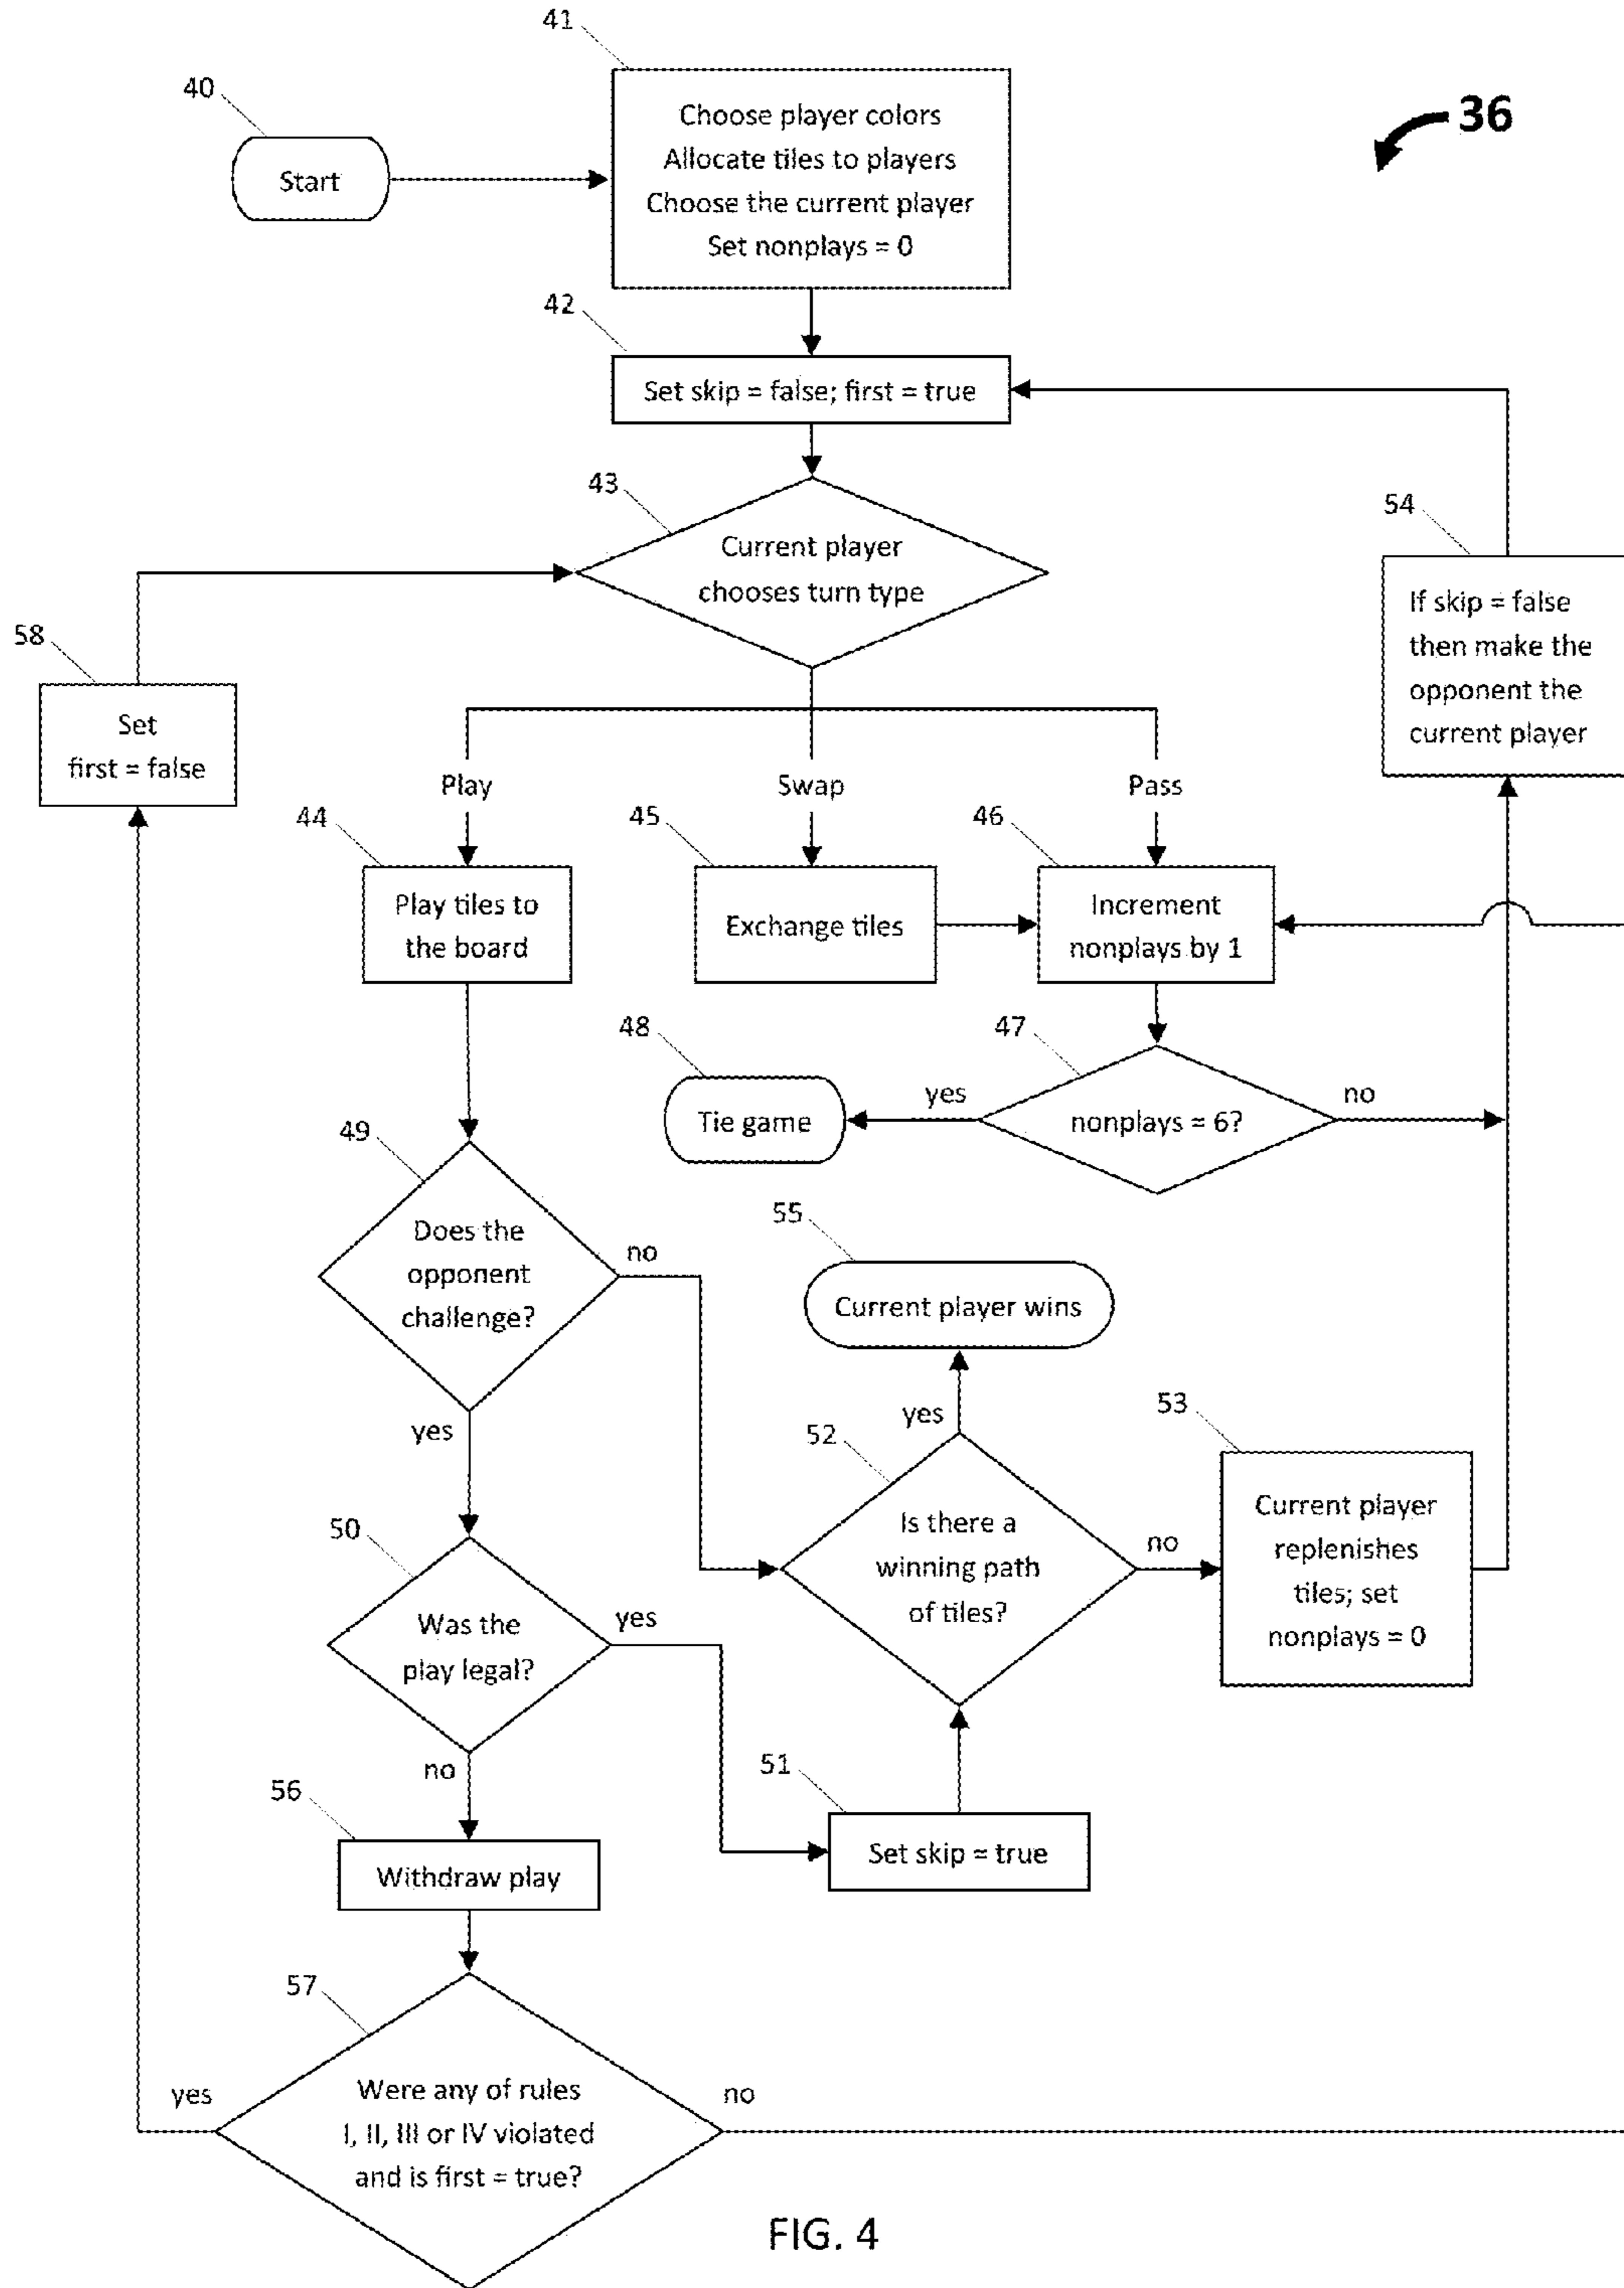 41
40
36
Choose player colors
Allocate tiles to players
Choose the current player
Set nonplays = 0
Start
42
Set skip = false; first = true
43
Current player
chooses turn type
54
If skip = false
then make the
opponent the
current player
58
Set
first = false
Play
Swap
Pass
44
45
46
Play tiles to
the board
Exchange tiles
Increment
nonplays by 1
48
47
yes
no
Tie game
nonplays = 6?
49
Does the
opponent
challenge?
no
yes
55
Current player wins
yes
52
Is there a
winning path
of tiles?
no
53
Current player
replenishes
tiles; set
nonplays = 0
50
Was the
play legal?
yes
no
51
Set skip = true
56
Withdraw play
57
Were any of rules
I, II, III or IV violated
and is first = true?
yes
no
FIG. 4